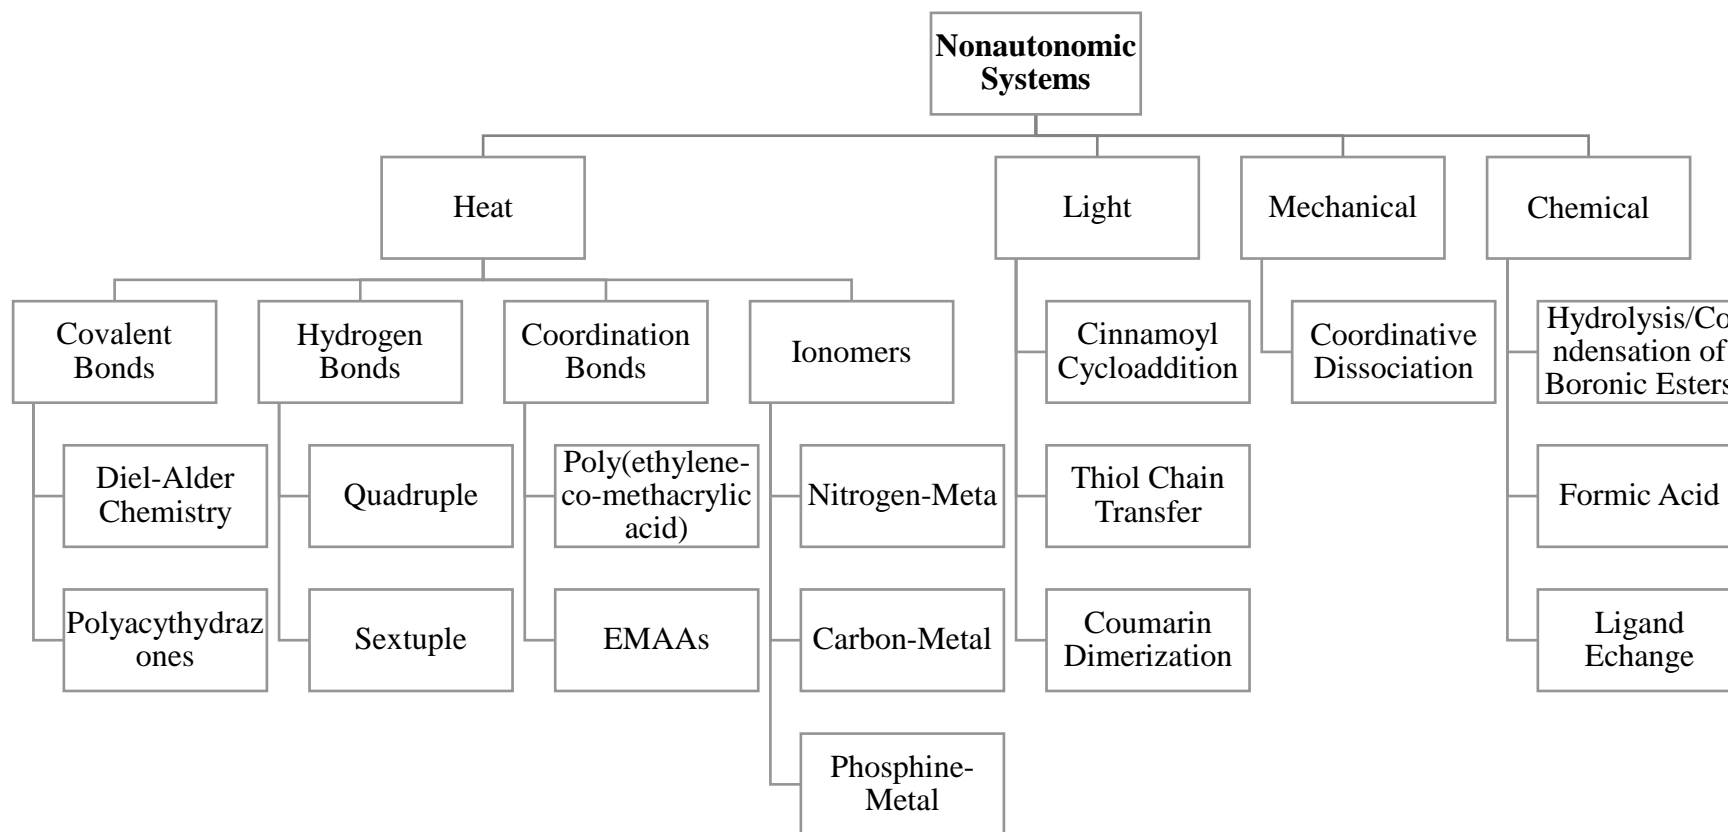 Nonautonomic
Systems
Heat
Light
Mechanical
Chemical
Covalent
Bonds
Hydrogen
Bonds
Coordination
Bonds
Ionomers
Cinnamoyl
Cycloaddition
Coordinative
Dissociation
Hydrolysis/Co
ndensation of
Boronic Esters
Diel-Alder
Chemistry
Quadruple
Poly(ethylene-
co-methacrylic
acid)
Nitrogen-Meta
Thiol Chain
Transfer
Formic Acid
Polyacythydraz
ones
Sextuple
EMAAs
Carbon-Metal
Coumarin
Dimerization
Ligand
Echange
Phosphine-
Metal